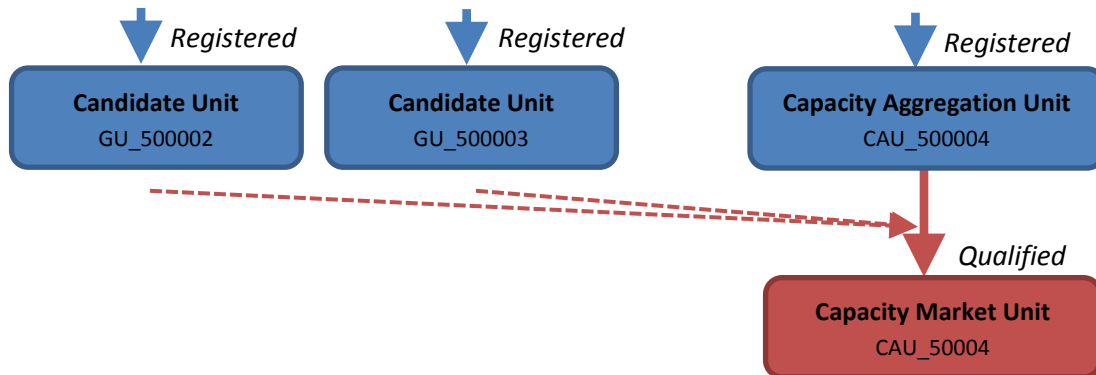 Registered
Registered
Registered
Candidate Unit
GU_500002
Candidate Unit
GU_500003
Capacity Aggregation Unit
CAU_500004
Qualified
Capacity Market Unit
CAU_50004